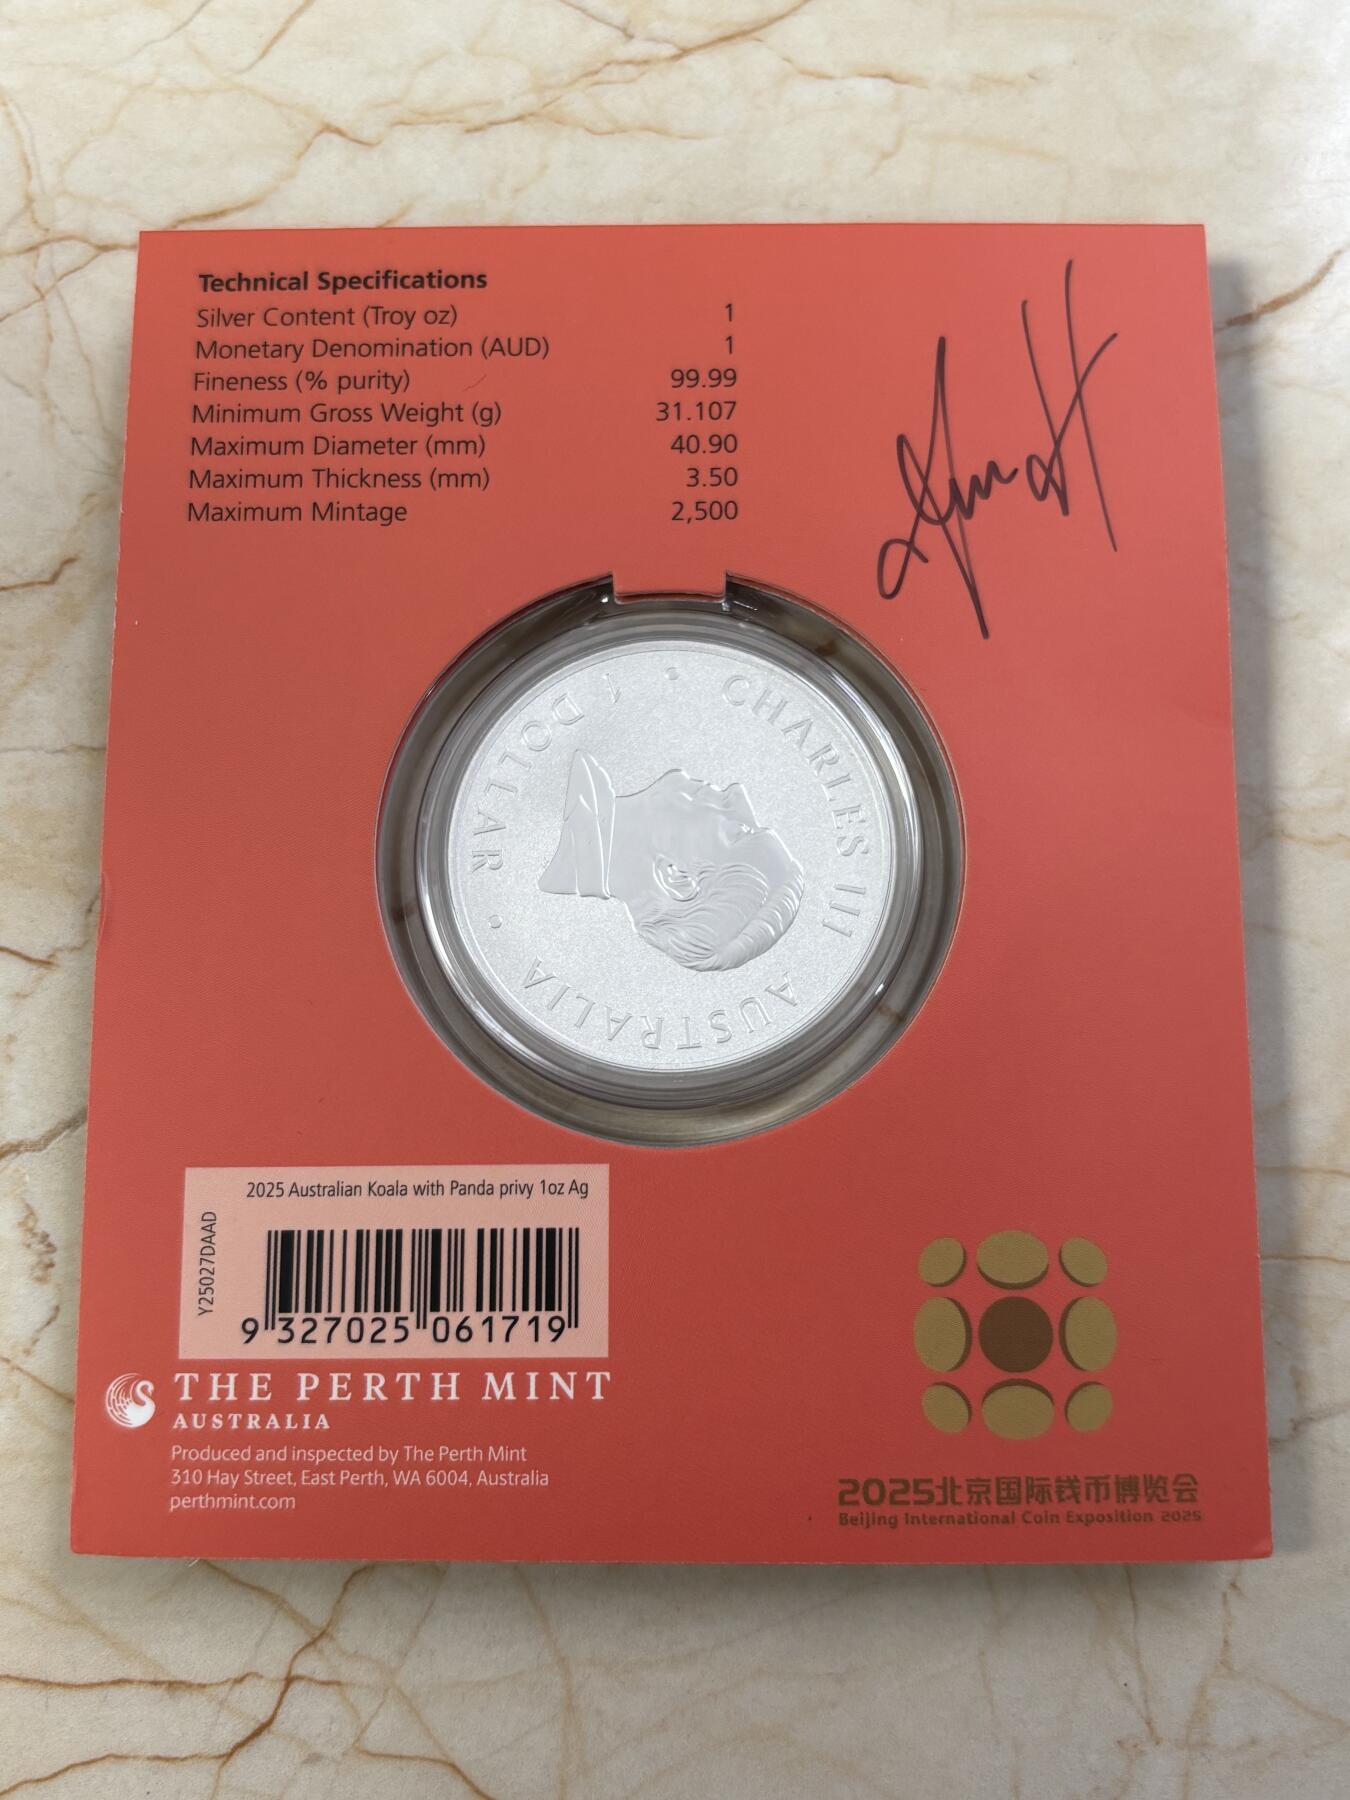 Technical Specifications
Silver Content (Troy oz) 1
Monetary Denomination (AUD) 1
Fineness (% purity) 99.99
Minimum Gross Weight (g) 31.107
Maximum Diameter (mm) 40.90
Maximum Thickness (mm) 3.50
Maximum Mintage 2,500
CHARLES III
AUSTRALIA
AUSTRALIA
1 DOLLAR
2025 Australian Koala with Panda privy 1oz Ag
Y25027DAAD
9 327025 061719
THE PERTH MINT
AUSTRALIA
Produced and inspected by The Perth Mint
310 Hay Street, East Perth, WA 6004, Australia
perthmint.com
2025北京国际钱币博览会
Beijing International Coin Exposition 2025